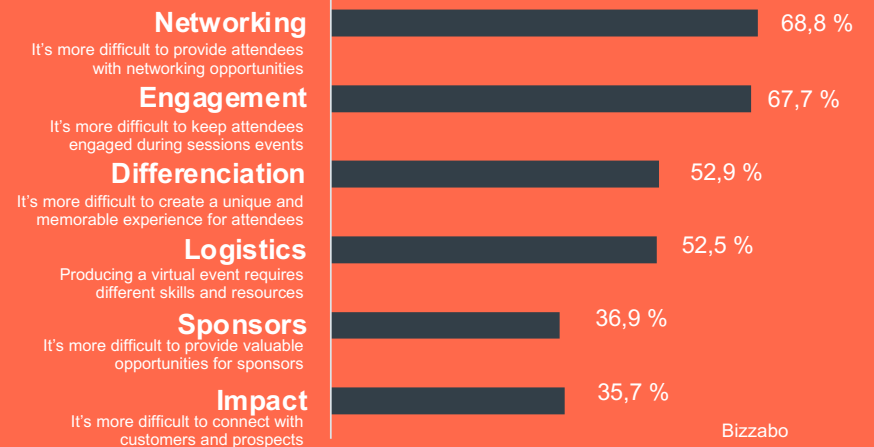 Networking
68,8 %
It's more difficult to provide attendees
with networking opportunities
Engagement
67,7 %
It's more difficult to keep attendees
engaged during sessions events
Differenciation
52,9 %
It's more difficult to create a unique and
memorable experience for attendees
Logistics
52,5 %
Producing a virtual event requires
different skills and resources
Sponsors
36,9 %
It's more difficult to provide valuable
opportunities for sponsors
Impact
35,7 %
It's more difficult to connect with
customers and prospects
Bizzabo